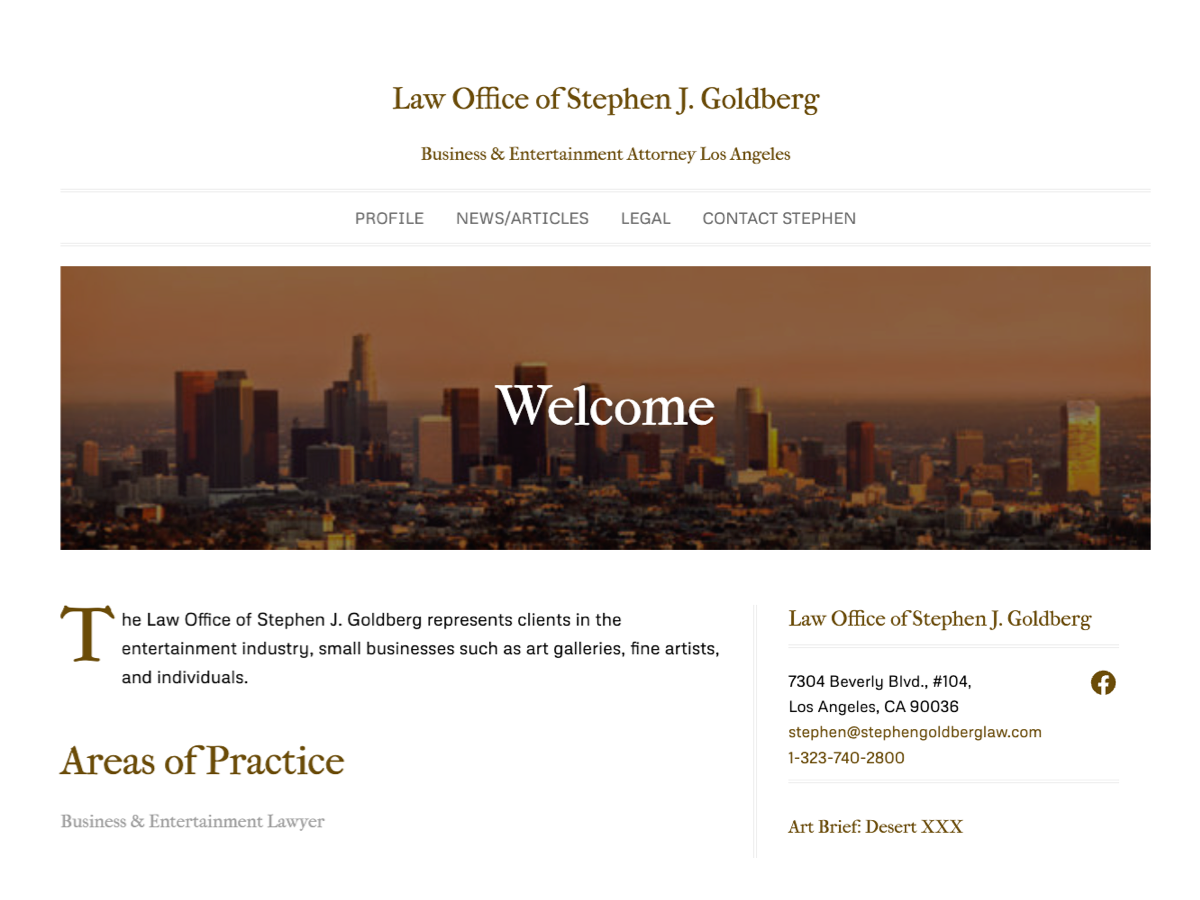 Law Office of Stephen J. Goldberg
Business & Entertainment Attorney Los Angeles
PROFILE NEWS/ARTICLES LEGAL CONTACT STEPHEN
Welcome
The Law Office of Stephen J. Goldberg represents clients in the
entertainment industry, small businesses such as art galleries, fine artists,
and individuals.
Areas of Practice
Business & Entertainment Lawyer
Law Office of Stephen J. Goldberg
7304 Beverly Blvd., #104,
Los Angeles, CA 90036
stephen@stephengoldberglaw.com
1-323-740-2800
Art Brief: Desert XXX